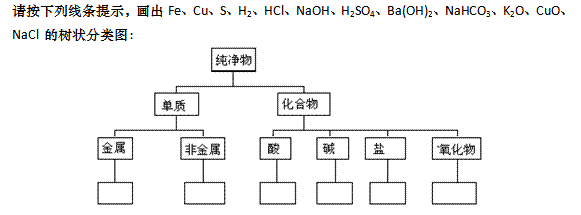 请按下列线条提示，画出 Fe、Cu、S、H₂、HCl、NaOH、H₂SO₄、Ba(OH)₂、NaHCO₃、K₂O、CuO、
NaCl 的树状分类图：
纯净物
单质 化合物
金属 非金属 酸 碱 盐 氧化物